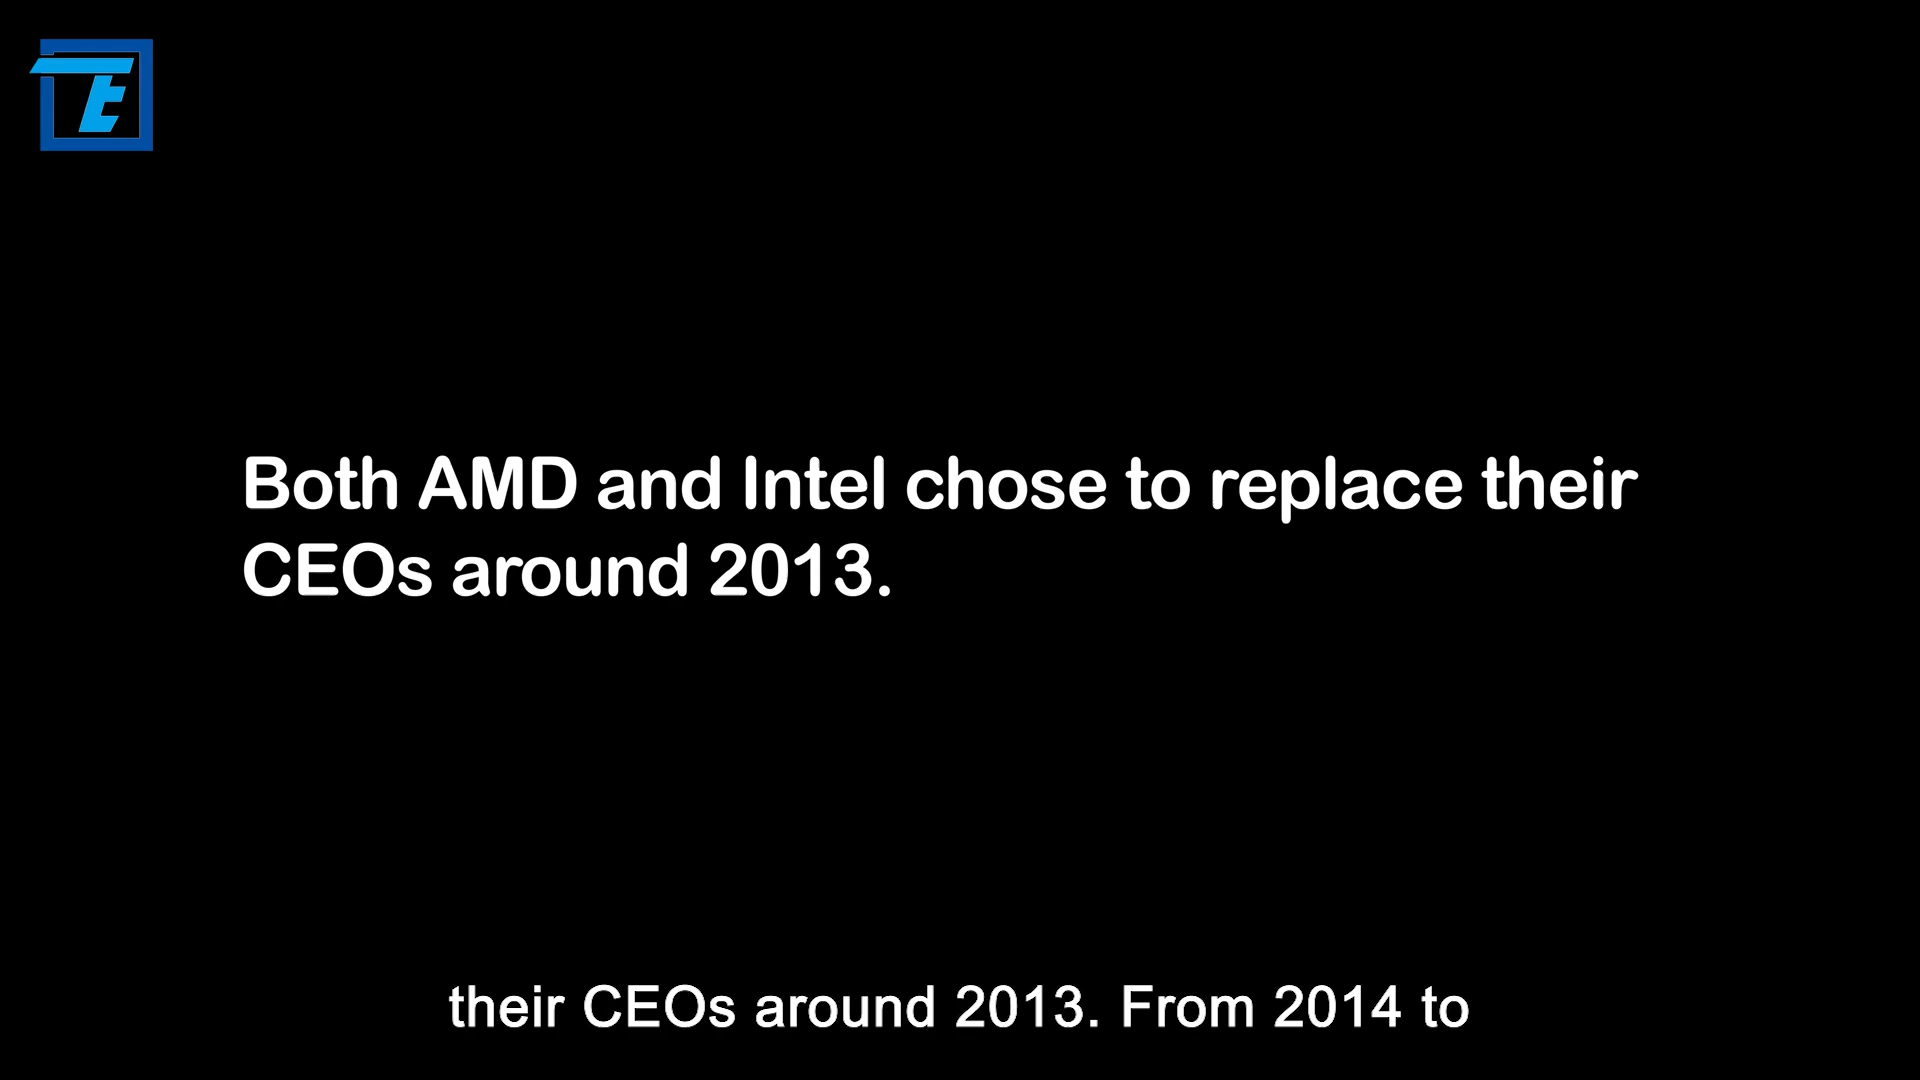 Both AMD and Intel chose to replace their
CEOs around 2013.
their CEOs around 2013. From 2014 to